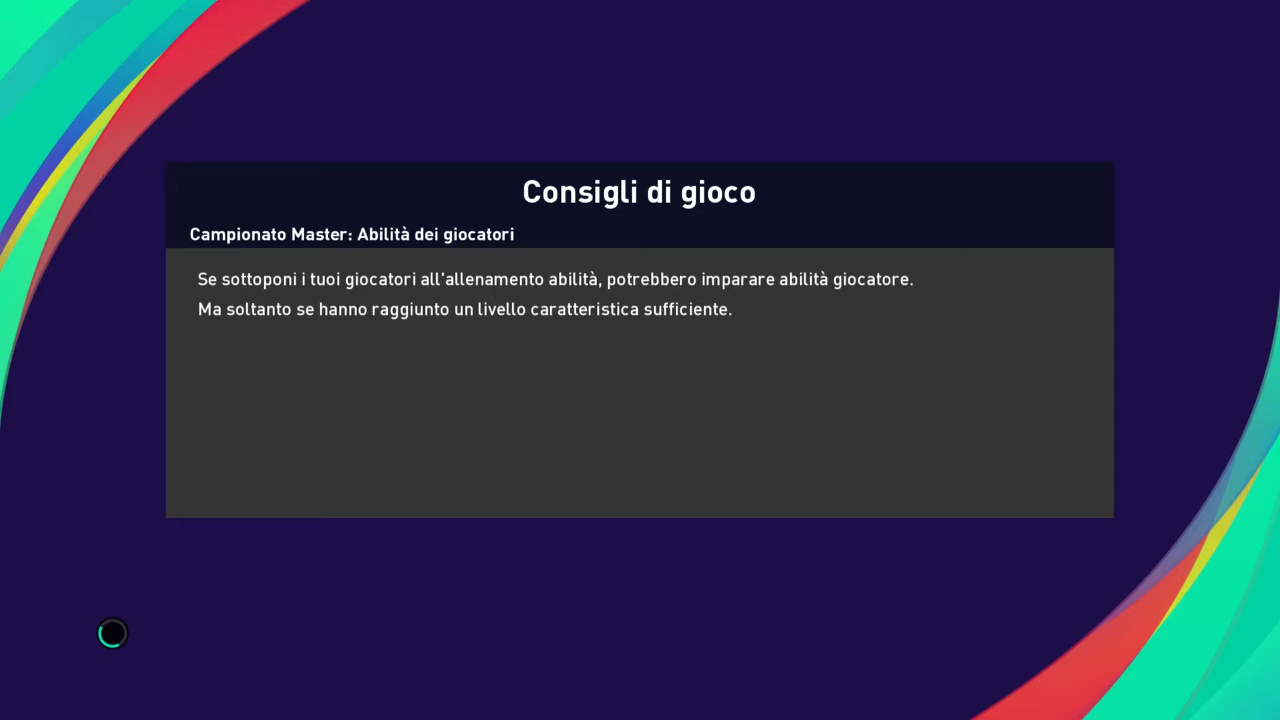 Consigli di gioco
Campionato Master: Abilità dei giocatori
Se sottoponi i tuoi giocatori all'allenamento abilità, potrebbero imparare abilità giocatore.
Ma soltanto se hanno raggiunto un livello caratteristica sufficiente.